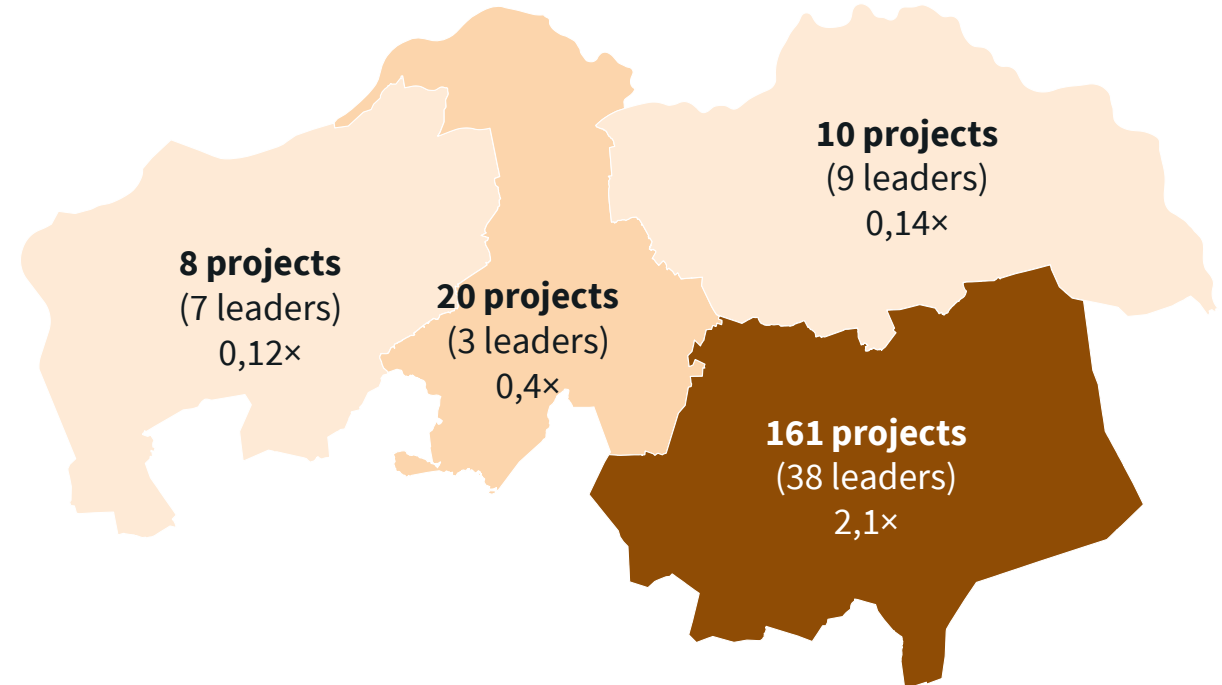 10 projects
(9 leaders)
0,14×
8 projects
(7 leaders)
0,12×
20 projects
(3 leaders)
0,4×
161 projects
(38 leaders)
2,1×